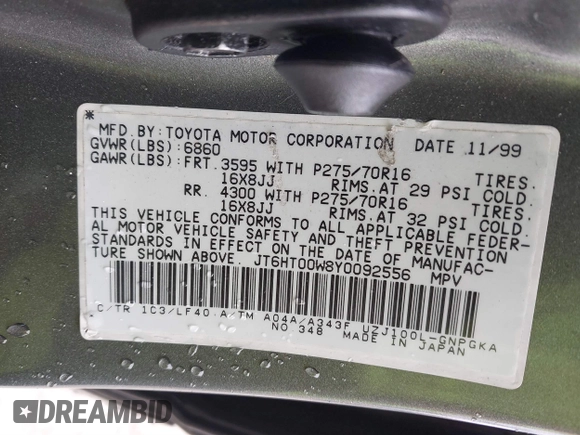 * MFD.BY:TOYOTA MOTOR CORPORATION DATE 11/99
GVWR(LBS):6860
GAWR(LBS):FRT. 3595 WITH P275/70R16 TIRES:
16X8JJ RIMS.AT 29 PSI COLD.
RR. 4300 WITH P275/70R16 TIRES:
16X8JJ RIMS.AT 32 PSI COLD.
THIS VEHICLE CONFORMS TO ALL APPLICABLE FEDER-
AL MOTOR VEHICLE SAFETY AND THEFT PREVENTION
STANDARDS IN EFFECT ON THE DATE OF MANUFAC-
TURE SHOWN ABOVE. JT6HT00W8Y0092556 MPV
C/TR 1C3/LF40.A/TM A04A/A343F UZJ100L-GNPGKA
NO 348 MADE IN JAPAN
DREAMBID